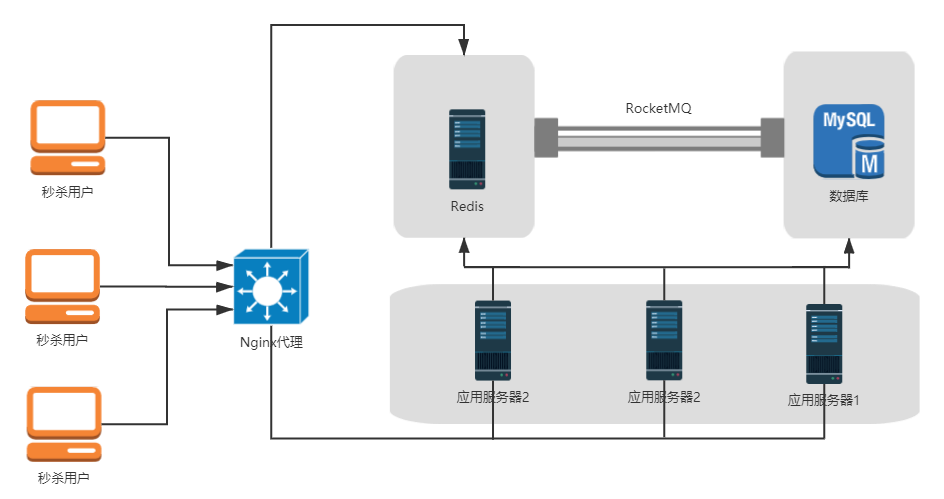 RocketMQ
MySQL
M
秒杀用户
Redis
数据库
秒杀用户
Nginx代理
应用服务器2
应用服务器2
应用服务器1
秒杀用户